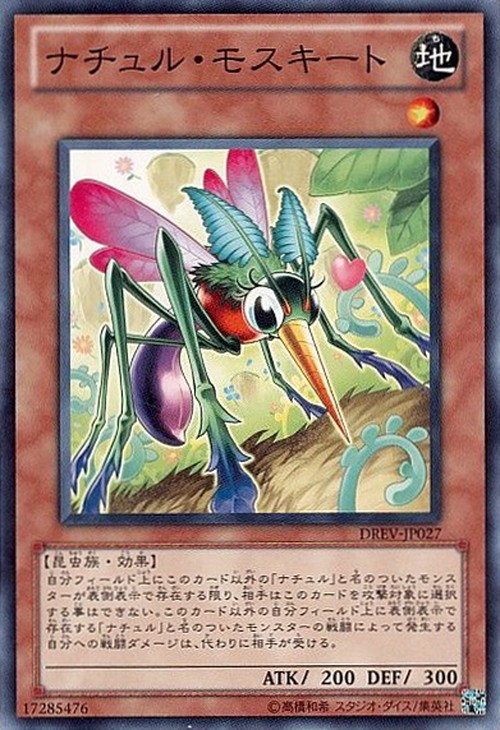 ナチュル・モスキート
地
DREV-JP027
【昆虫族・効果】
自分フィールド上にこのカード以外の「ナチュル」と名のついたモンス
ターが表側表示で存在する限り、相手はこのカードを攻撃対象に選択
する事はできない。このカード以外の自分フィールド上に表側表示で
存在する「ナチュル」と名のついたモンスターの戦闘によって発生する
自分への戦闘ダメージは、代わりに相手が受ける。
ATK/ 200 DEF/ 300
17285476 ©高橋和希 スタジオ・ダイス/集英社